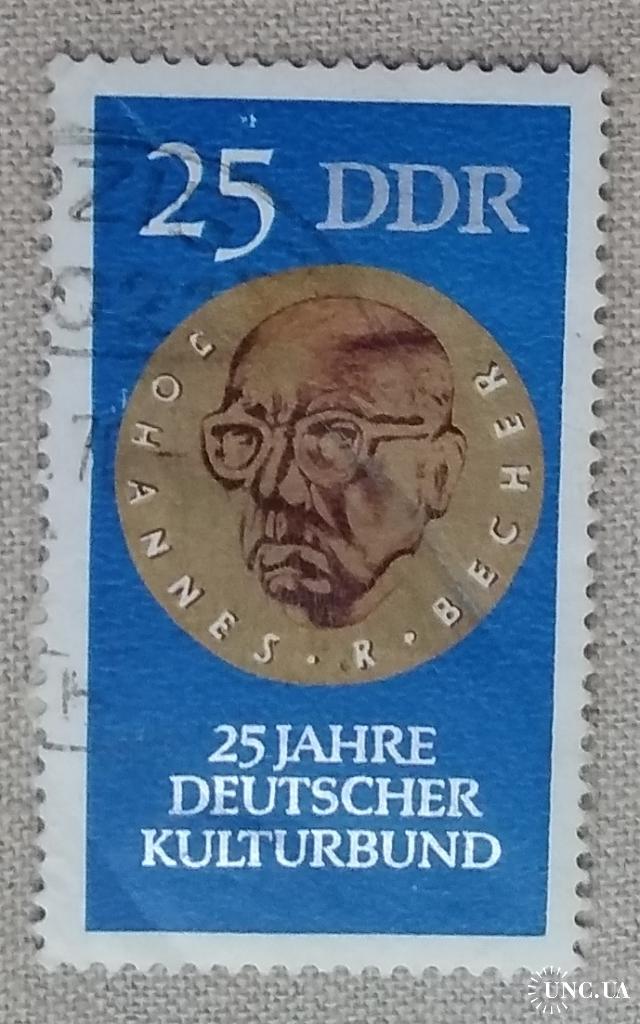 25 DDR
JOHANNES · R · BECHER
25 JAHRE
DEUTSCHER
KULTURBUND
UNC.UA